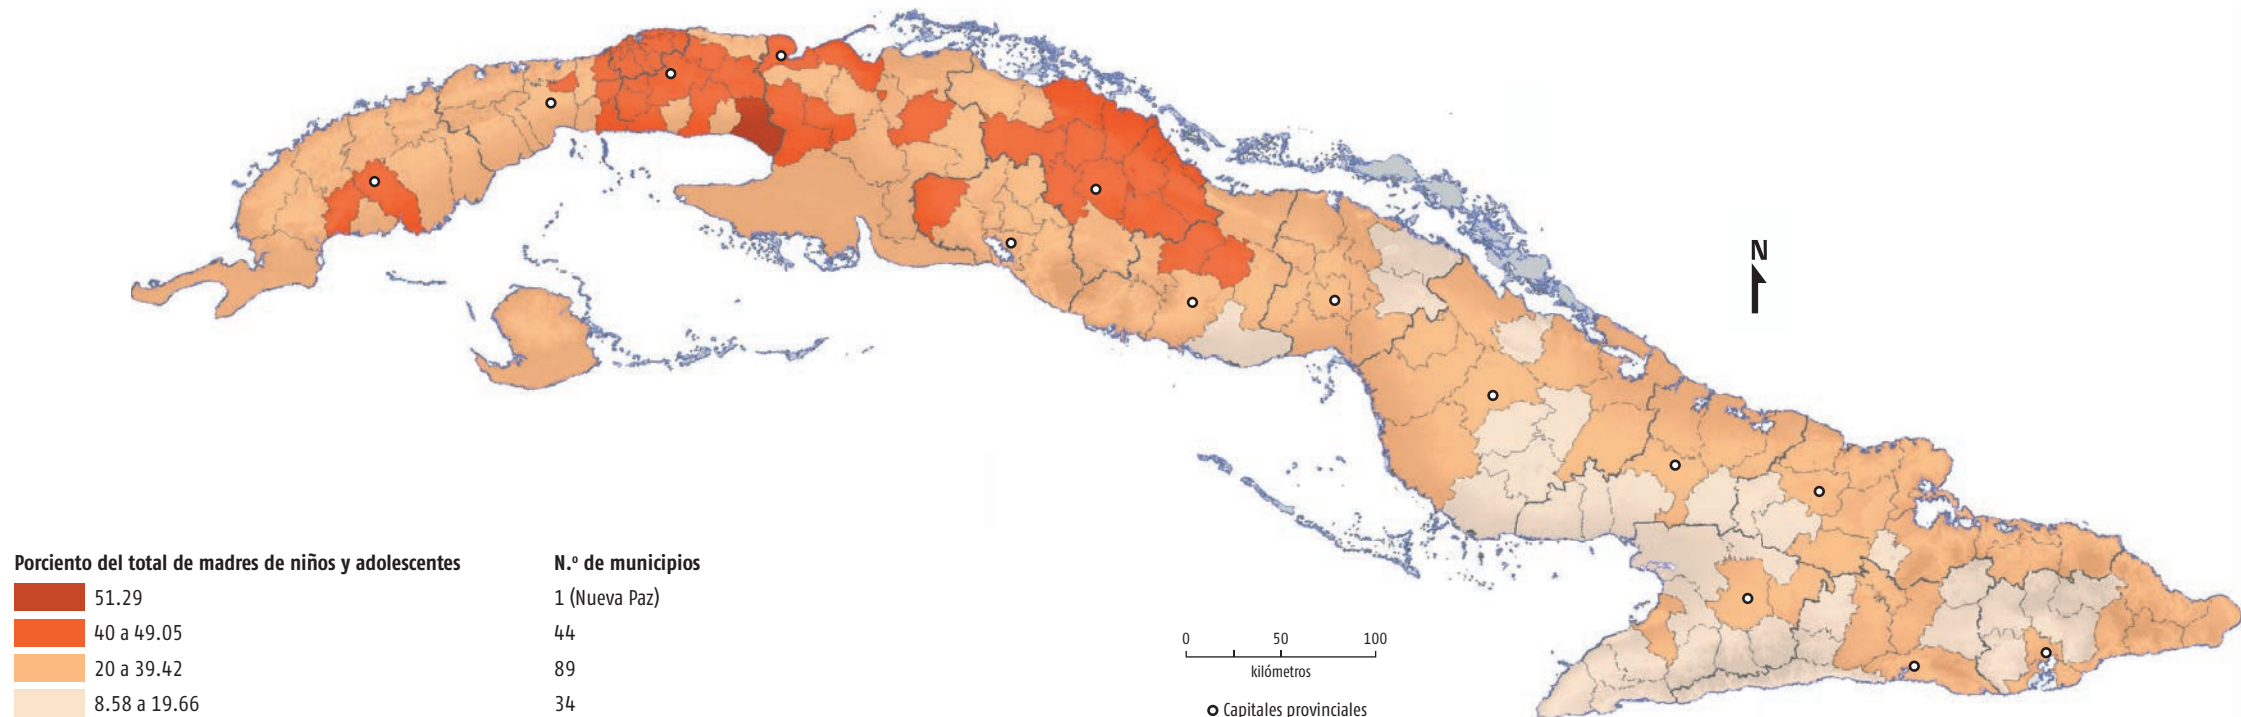 N
Porciento del total de madres de niños y adolescentes N.º de municipios
51.29 1 (Nueva Paz)
40 a 49.05 44
20 a 39.42 89
8.58 a 19.66 34
0 50 100
kilómetros
Capitales provinciales